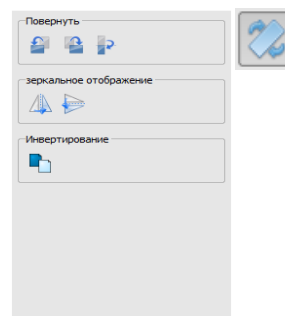 Повернуть
зеркальное отображение
Инвертирование